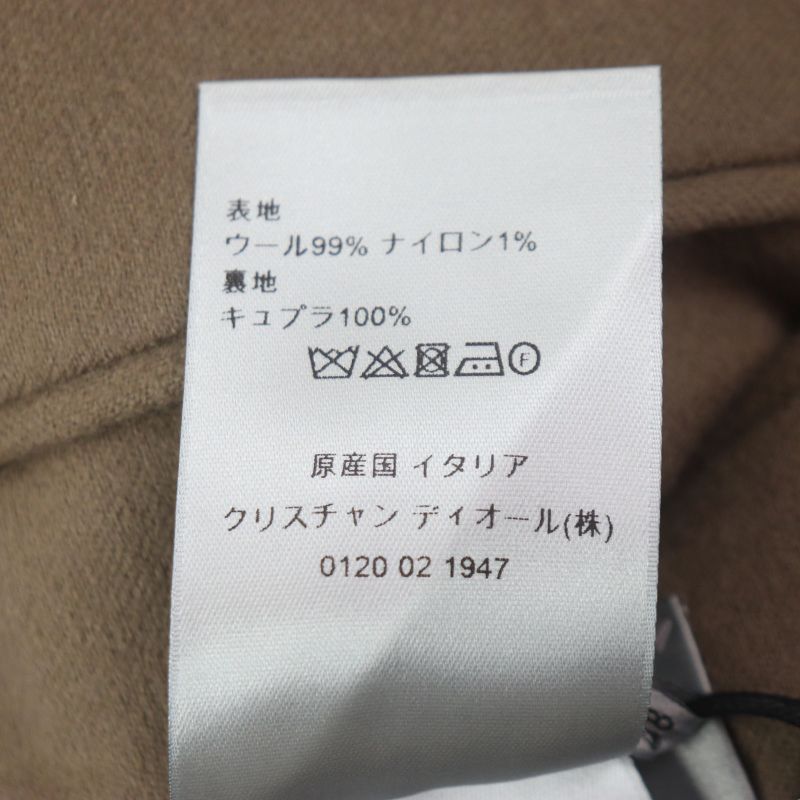 表地
ウール99% ナイロン1%
裏地
キュプラ100%
F
原産国 イタリア
クリスチャン ディオール(株)
0120 02 1947